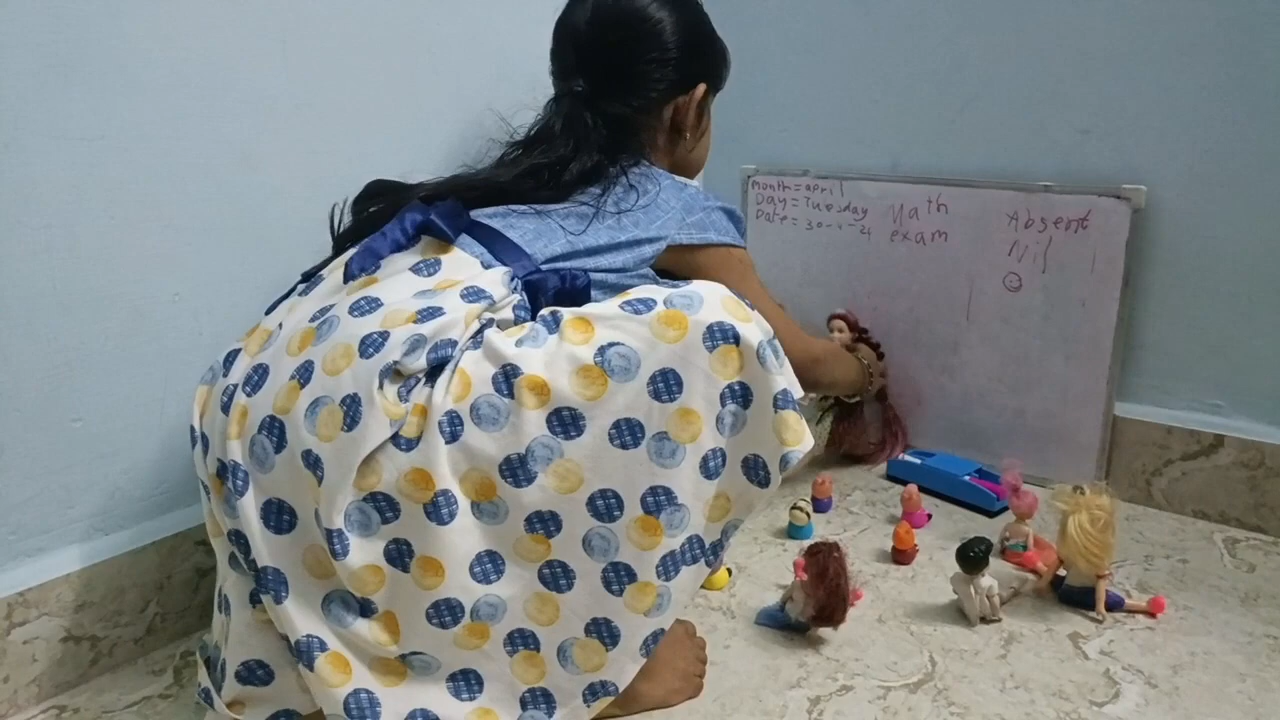 Month = april
Day = Tuesday
Date = 30-4-24
Math
exam
Absent
Nil